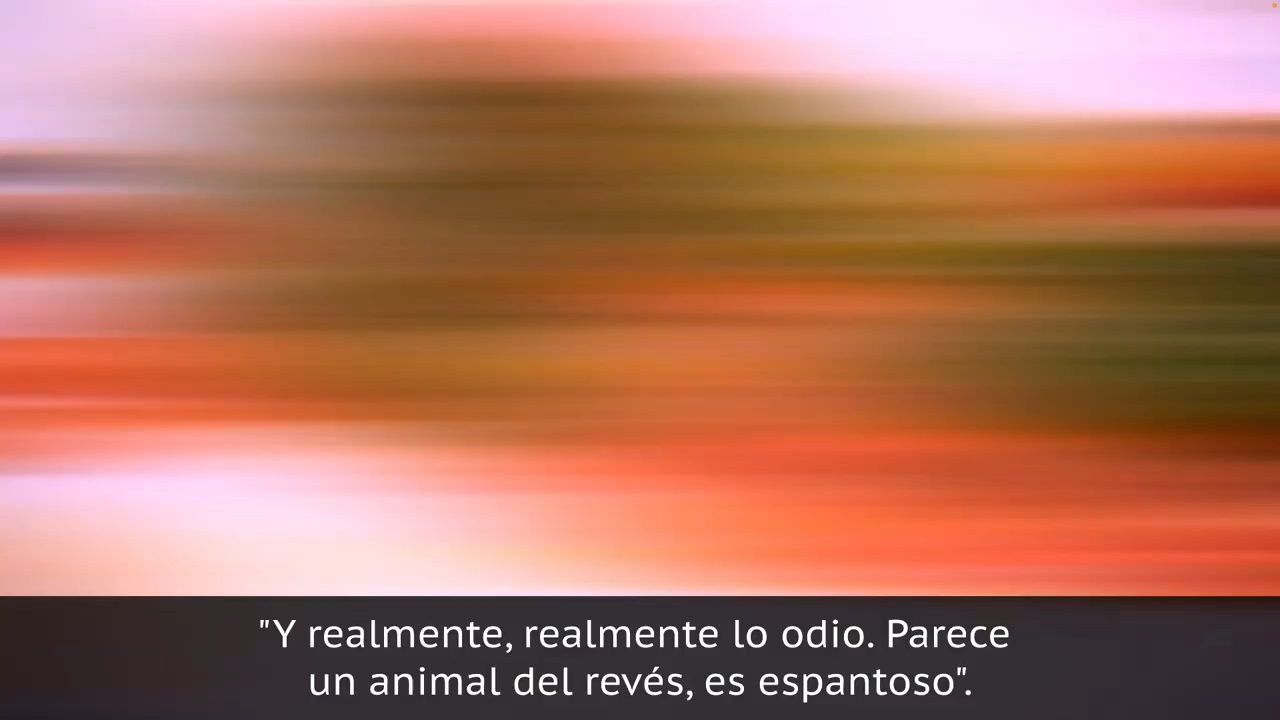 "Y realmente, realmente lo odio. Parece
un animal del revés, es espantoso".